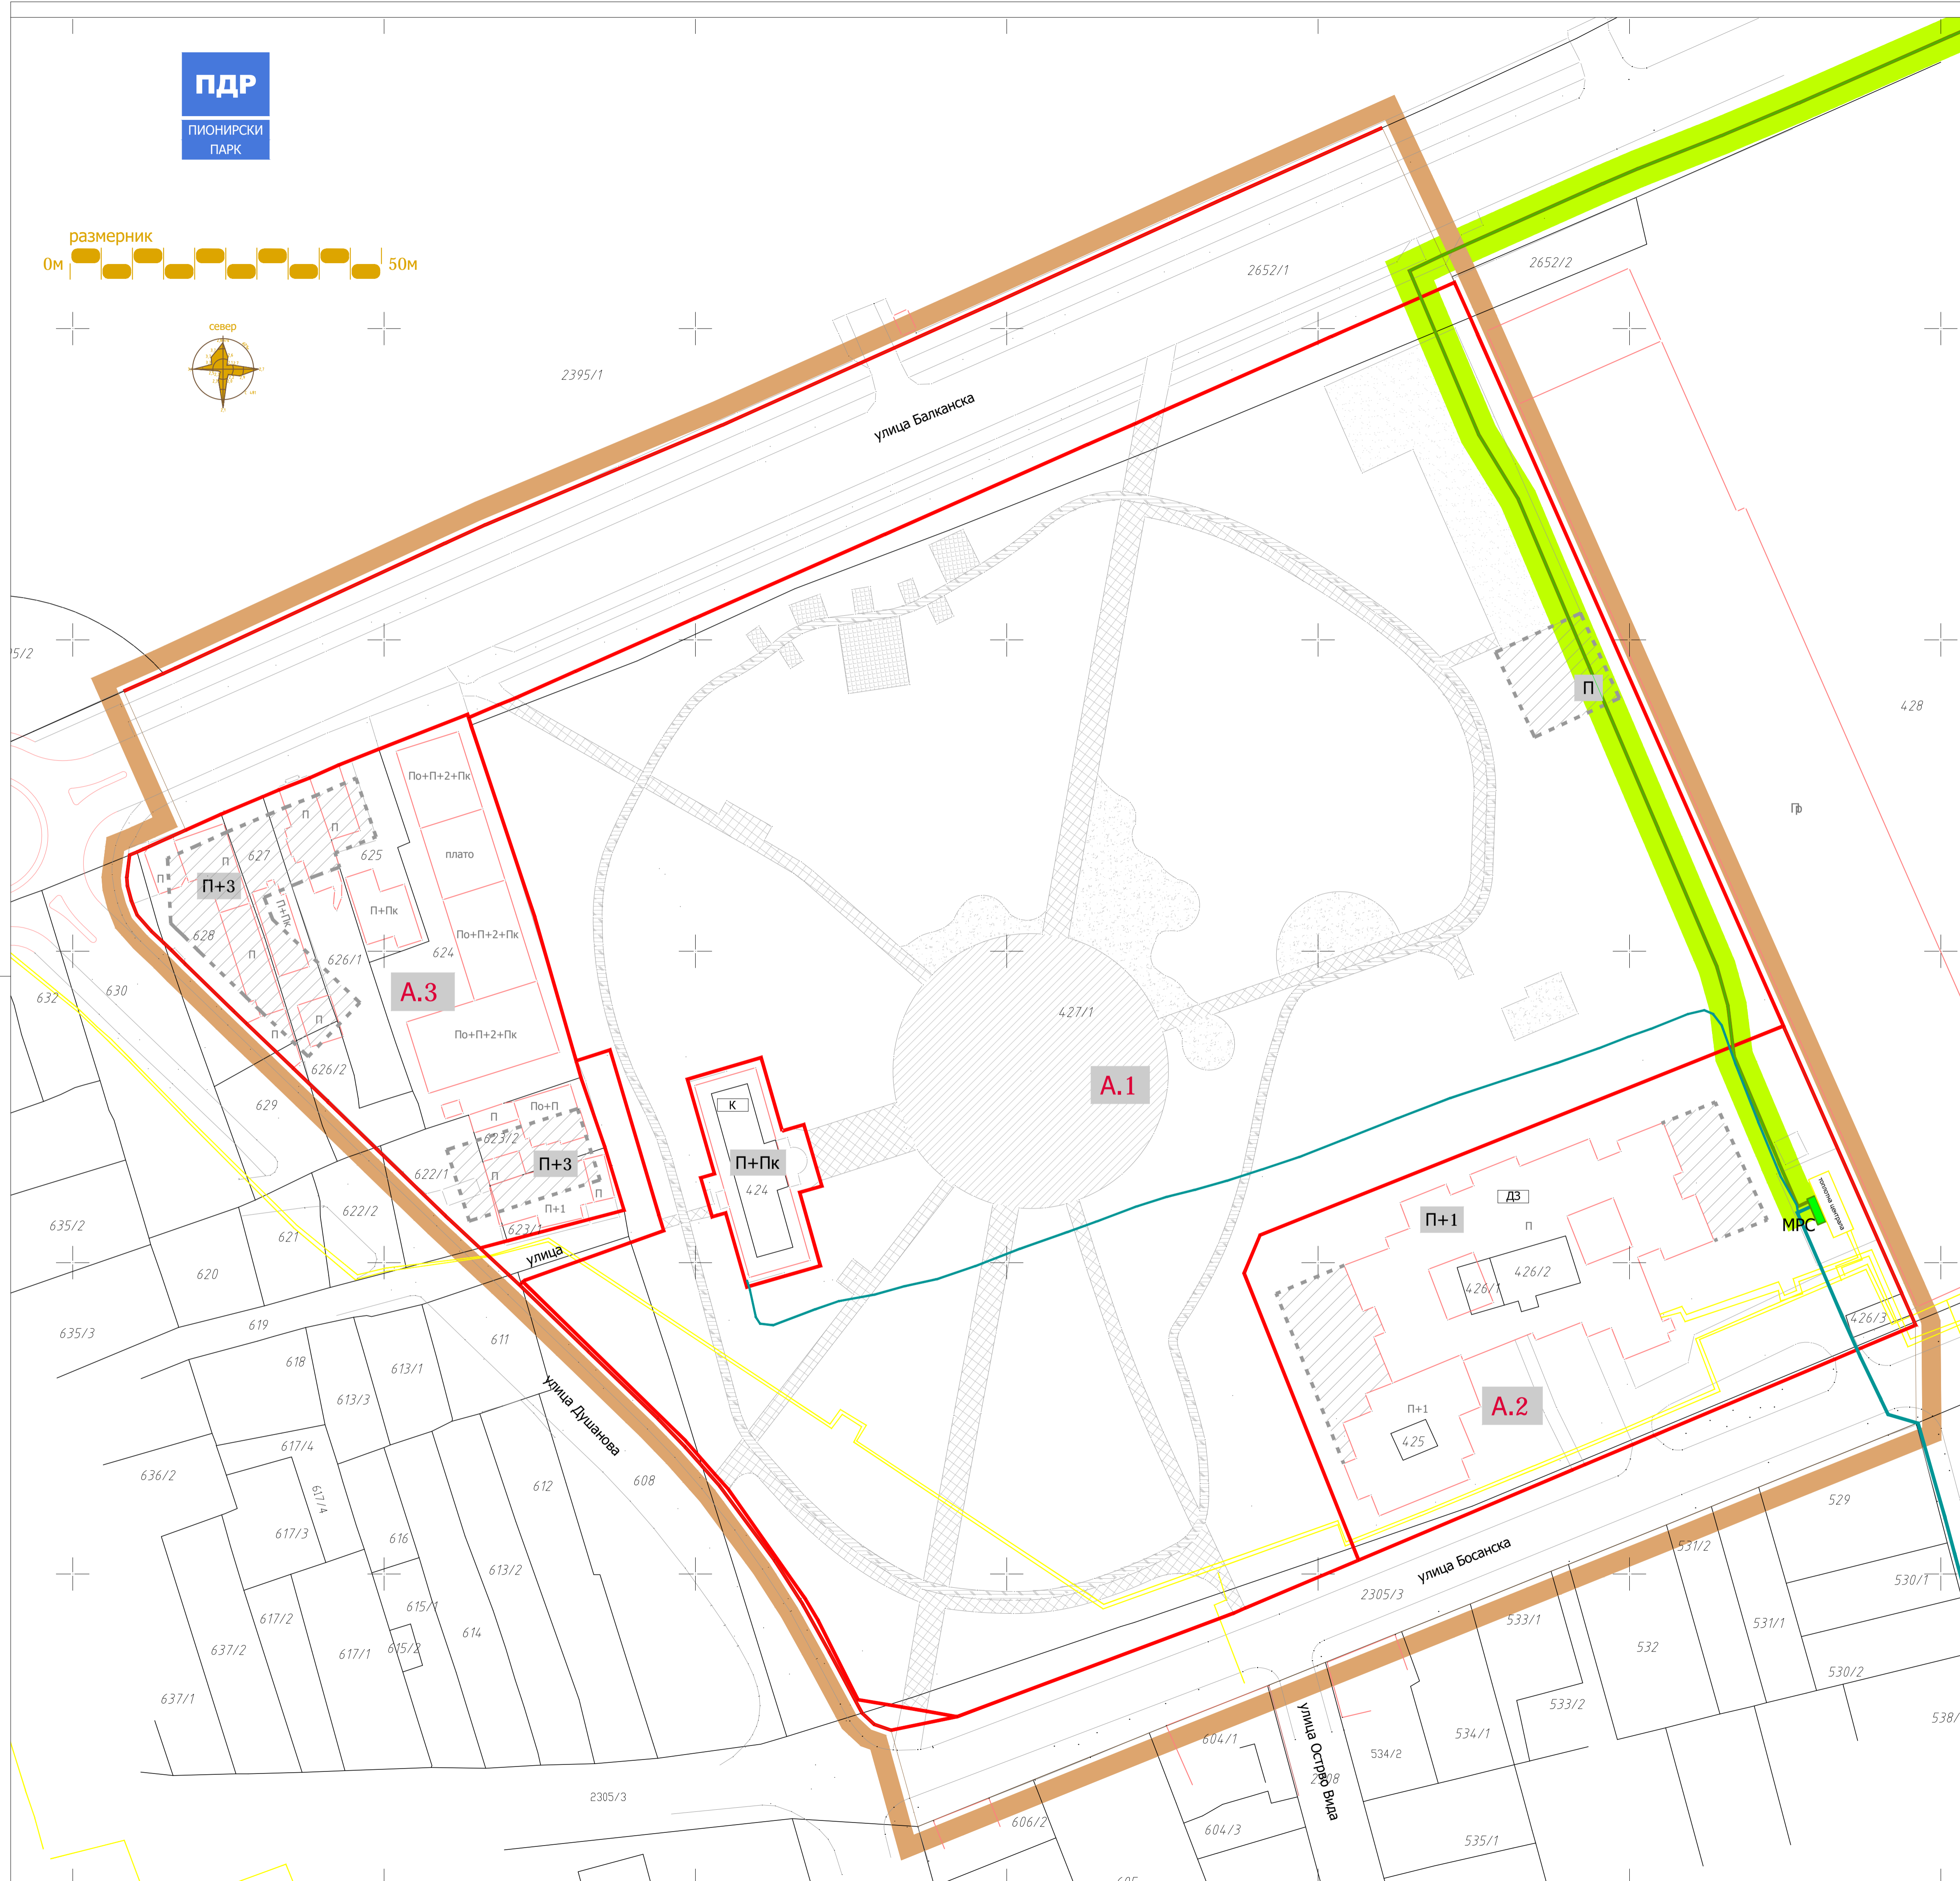 ПДР
ПИОНИРСКИ
ПАРК
размерник
0м
50м
север
2652/1
2652/2
2395/1
улица Балканска
428
П
Гр
По+П+2+Пк
плато
По+П+2+Пк
По+П+2+Пк
П
П
627
625
П
П
П+3
П+Пк
П+Пк
628
П
626/1
624
А.3
632
630
П
П
626/2
629
427/1
А.1
К
П+Пк
424
По+П
П
623/2
П+3
П
П
П+1
623/1
622/1
622/2
621
620
635/2
635/3
619
улица
ДЗ
П+1
П
426/1
426/2
426/3
топлотна централа
МРС
А.2
П+1
425
618
613/1
611
613/3
617/4
617/4
636/2
617/3
616
612
608
улица Душанова
613/2
615/1
615/2
614
617/2
617/1
637/2
637/1
2305/3
улица Босанска
2305/3
529
531/2
530/1
531/1
532
533/1
530/2
533/2
534/1
534/2
538/
535/1
604/1
604/3
606/2
улица Острво Вида